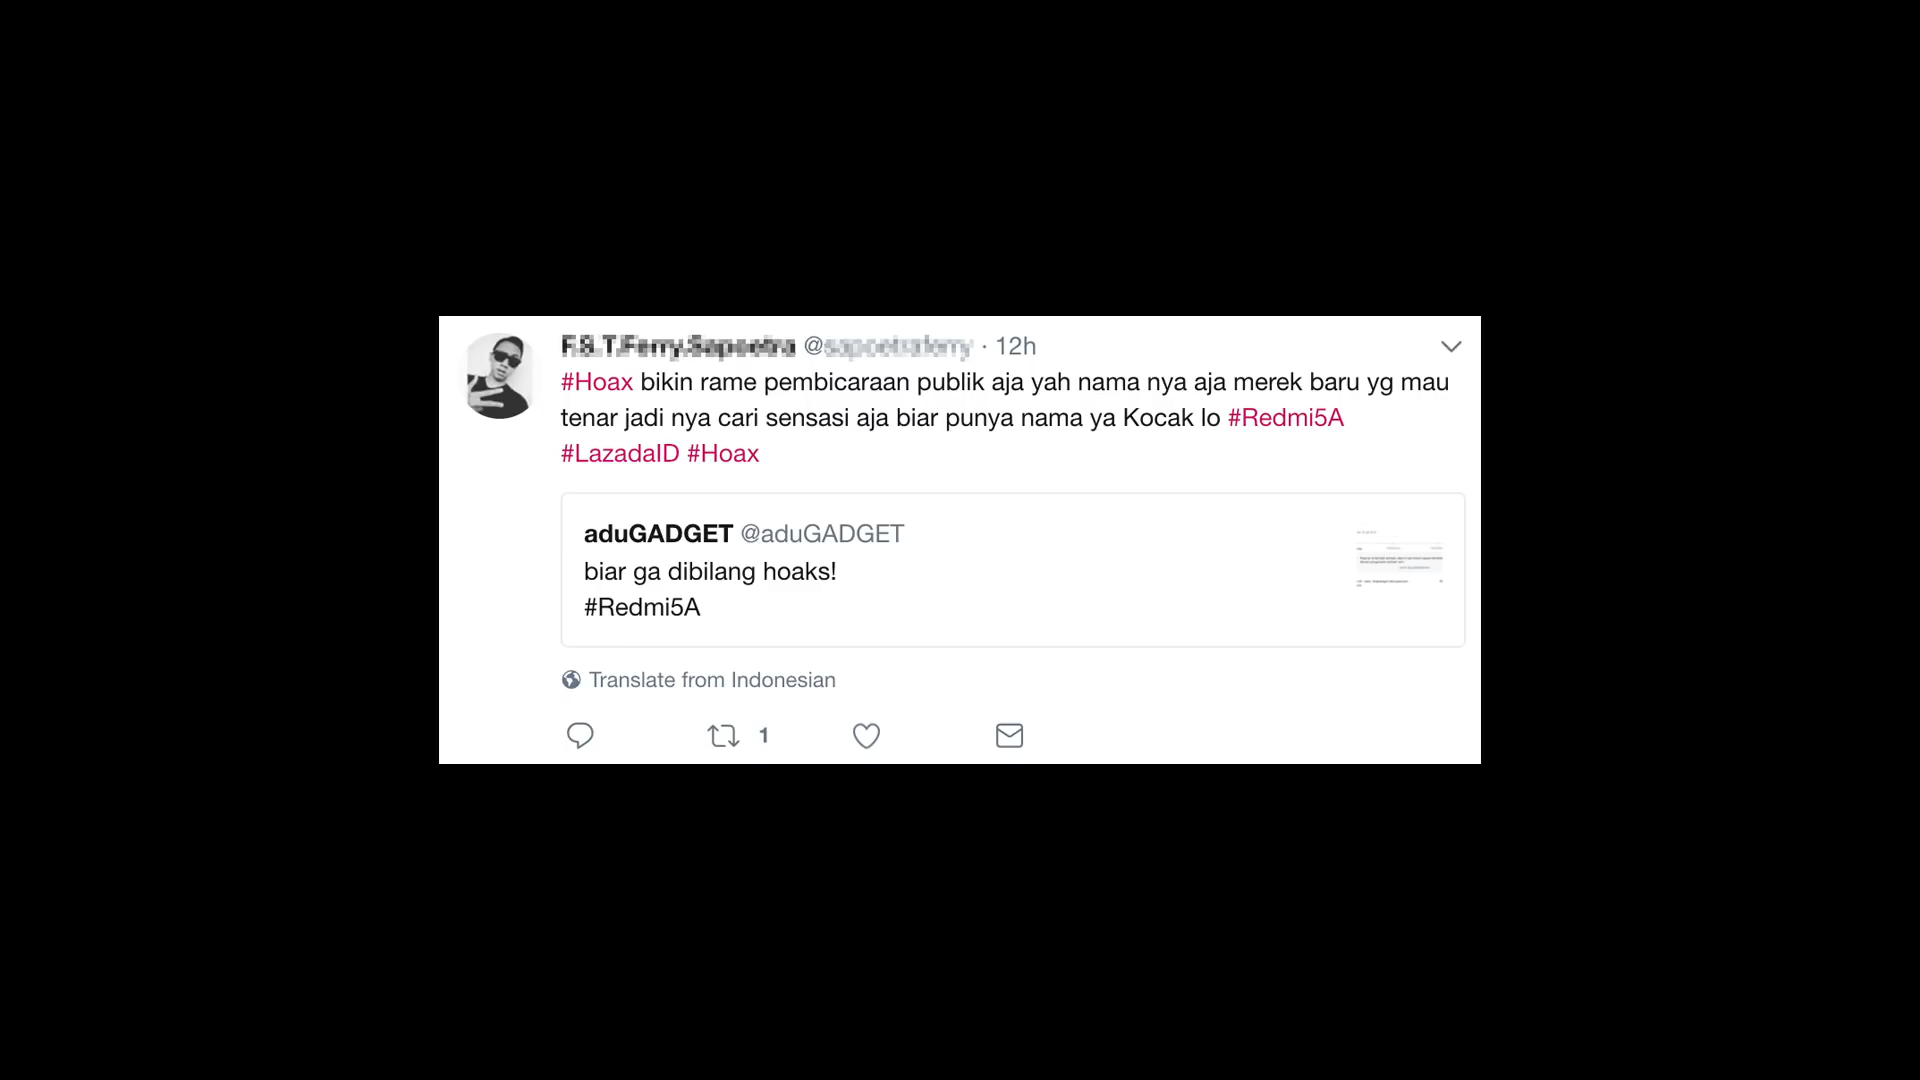 @ · 12h
#Hoax bikin rame pembicaraan publik aja yah nama nya aja merek baru yg mau
tenar jadi nya cari sensasi aja biar punya nama ya Kocak lo #Redmi5A
#LazadaID #Hoax
aduGADGET @aduGADGET
biar ga dibilang hoaks!
#Redmi5A
Translate from Indonesian
1